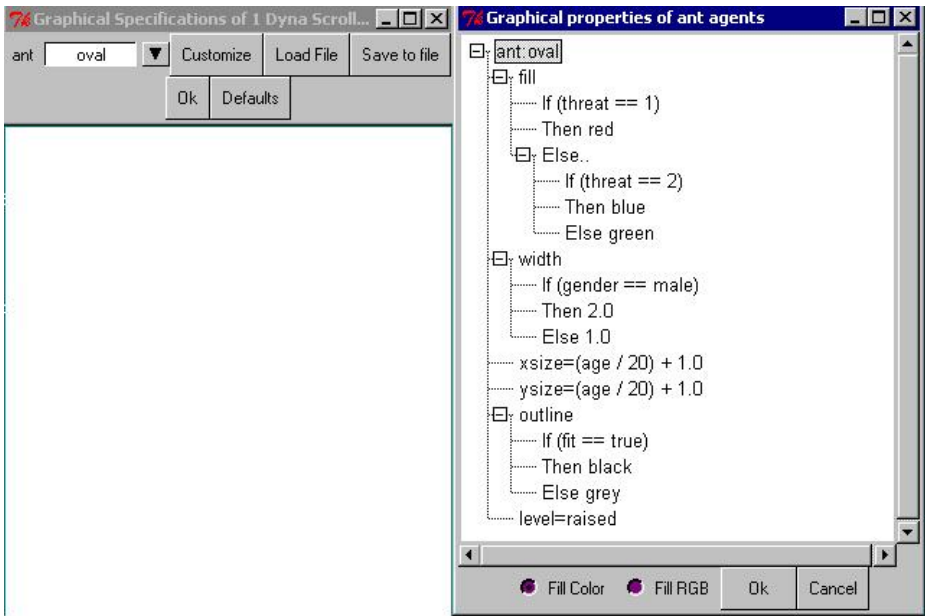 Graphical Specifications of 1 Dyna Scroll...
ant oval Customize Load File Save to file
Ok Defaults
Graphical properties of ant agents
ant:oval
fill
If (threat == 1)
Then red
Else..
If (threat == 2)
Then blue
Else green
width
If (gender == male)
Then 2.0
Else 1.0
xsize=(age / 20) + 1.0
ysize=(age / 20) + 1.0
outline
If (fit == true)
Then black
Else grey
level=raised
Fill Color Fill RGB Ok Cancel